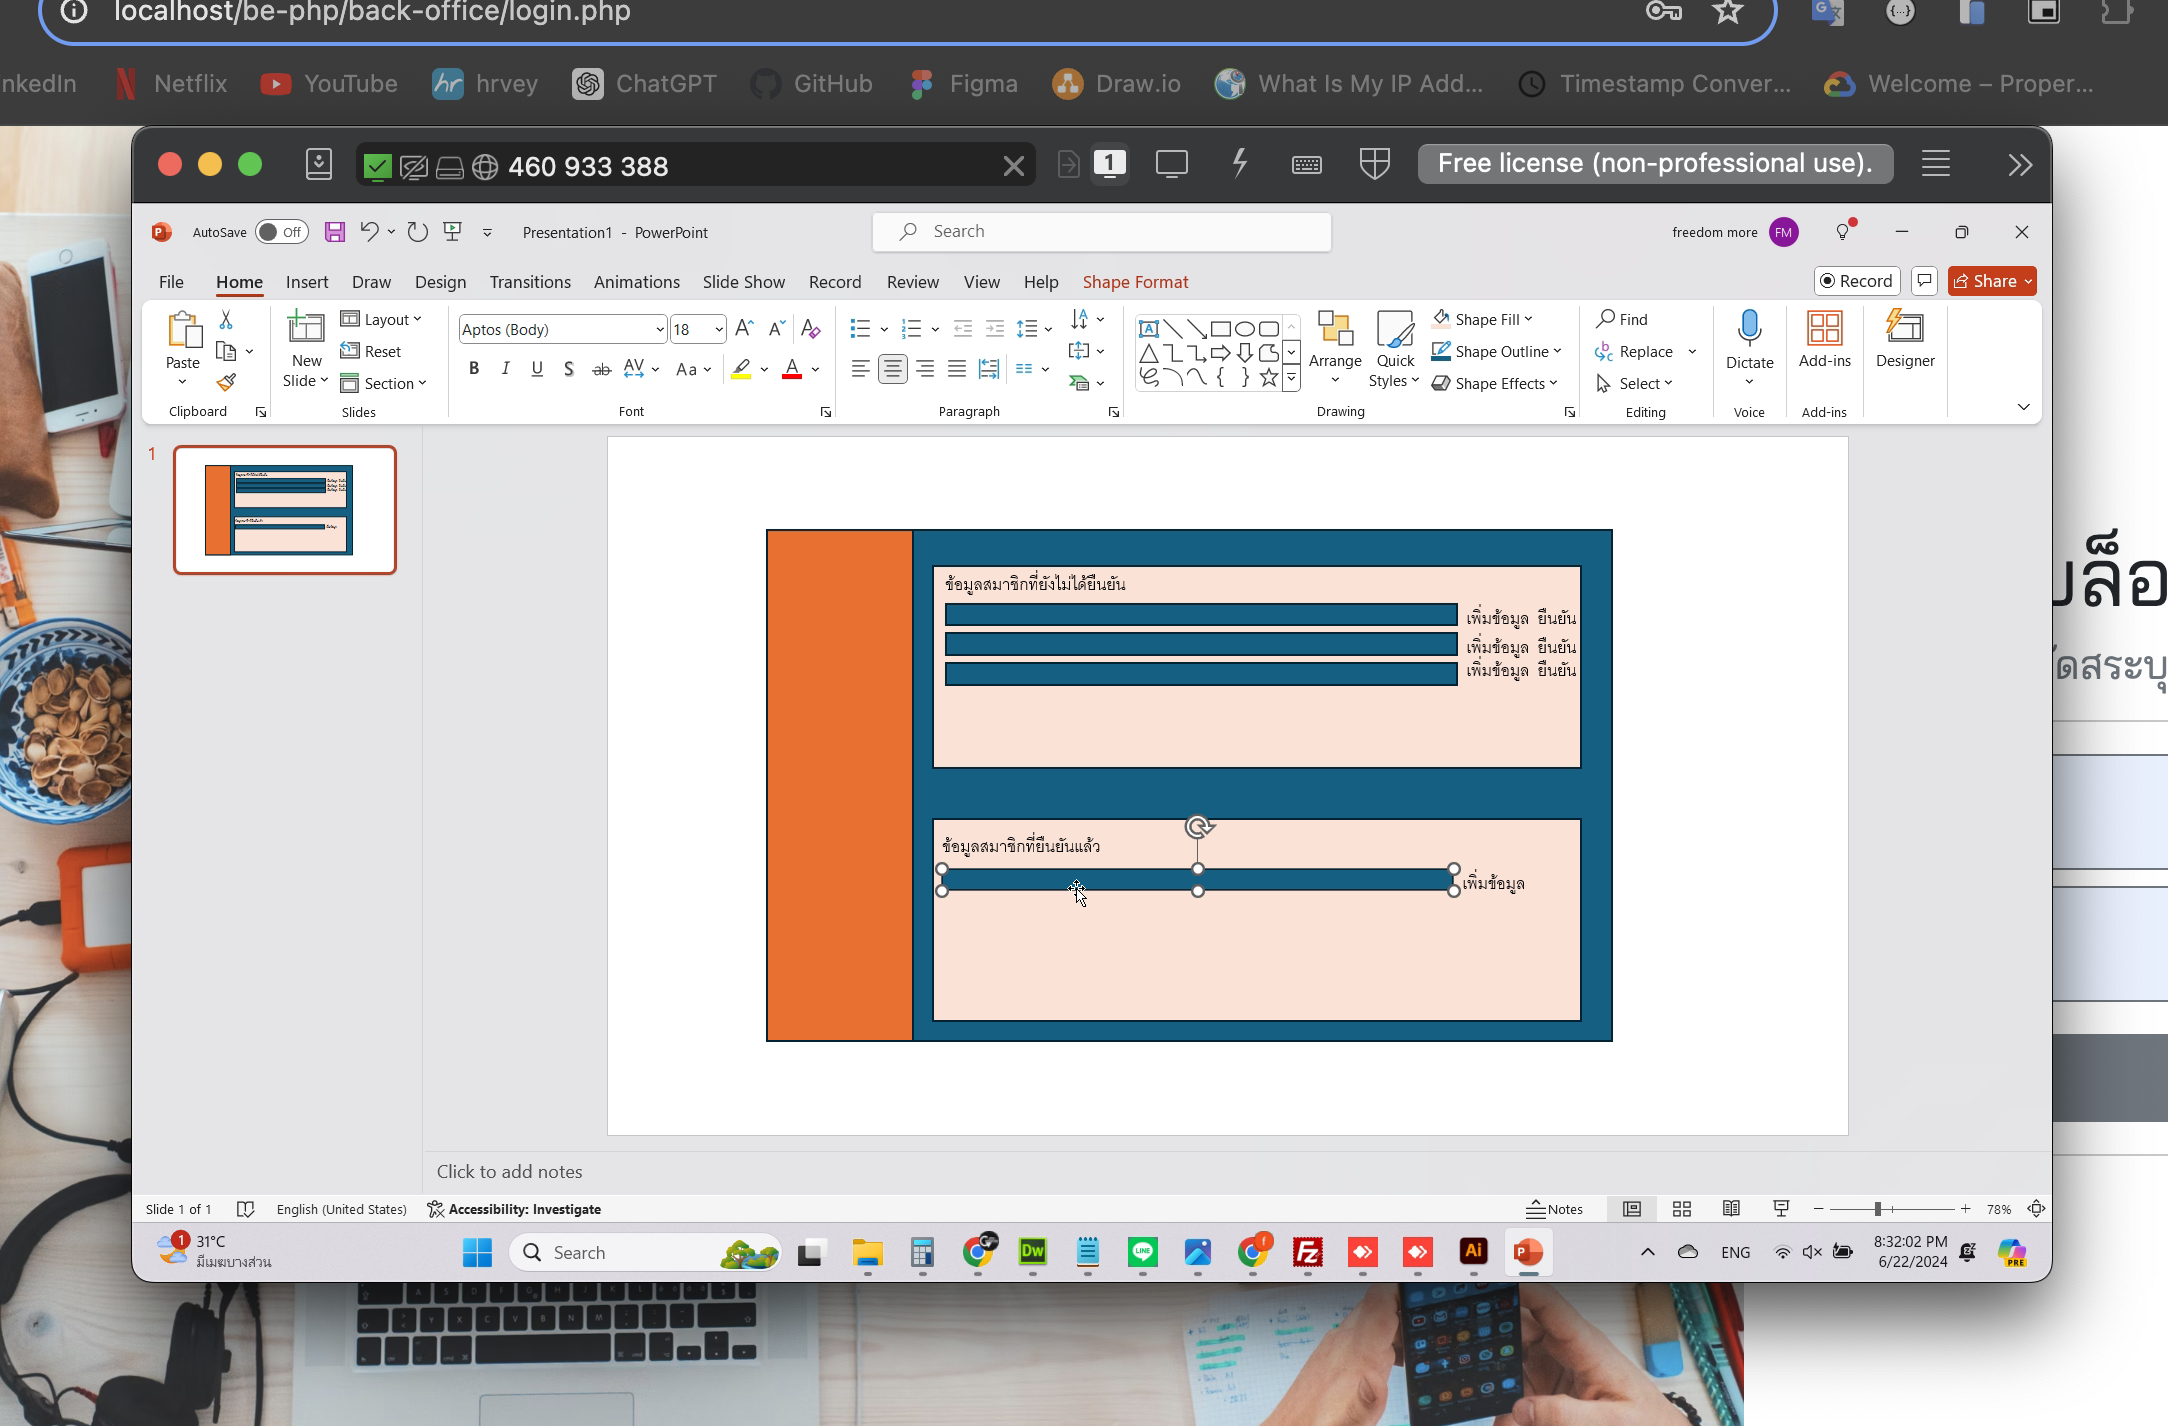 localhost/be-php/back-office/login.php
nkedIn Netflix YouTube hrvey ChatGPT GitHub Figma Draw.io What Is My IP Add... Timestamp Conver... Welcome – Proper...
460 933 388 1 Free license (non-professional use).
AutoSave Off Presentation1 - PowerPoint Search freedom more FM
File Home Insert Draw Design Transitions Animations Slide Show Record Review View Help Shape Format Record Share
Paste New Slide Layout Reset Section
Aptos (Body) 18
Arrange Quick Styles Shape Fill Shape Outline Shape Effects
Find Replace Select
Dictate Add-ins Designer
Clipboard Slides Font Paragraph Drawing Editing Voice Add-ins
1
ข้อมูลสมาชิกที่ยังไม่ได้ยืนยัน
เพิ่มข้อมูล ยืนยัน
เพิ่มข้อมูล ยืนยัน
เพิ่มข้อมูล ยืนยัน
ข้อมูลสมาชิกที่ยืนยันแล้ว
เพิ่มข้อมูล
Click to add notes
Slide 1 of 1 English (United States) Accessibility: Investigate Notes 78%
1 31°C
มีเมฆบางส่วน
Search
Dw LINE Fz Ai P
ENG
8:32:02 PM
6/22/2024
PRE